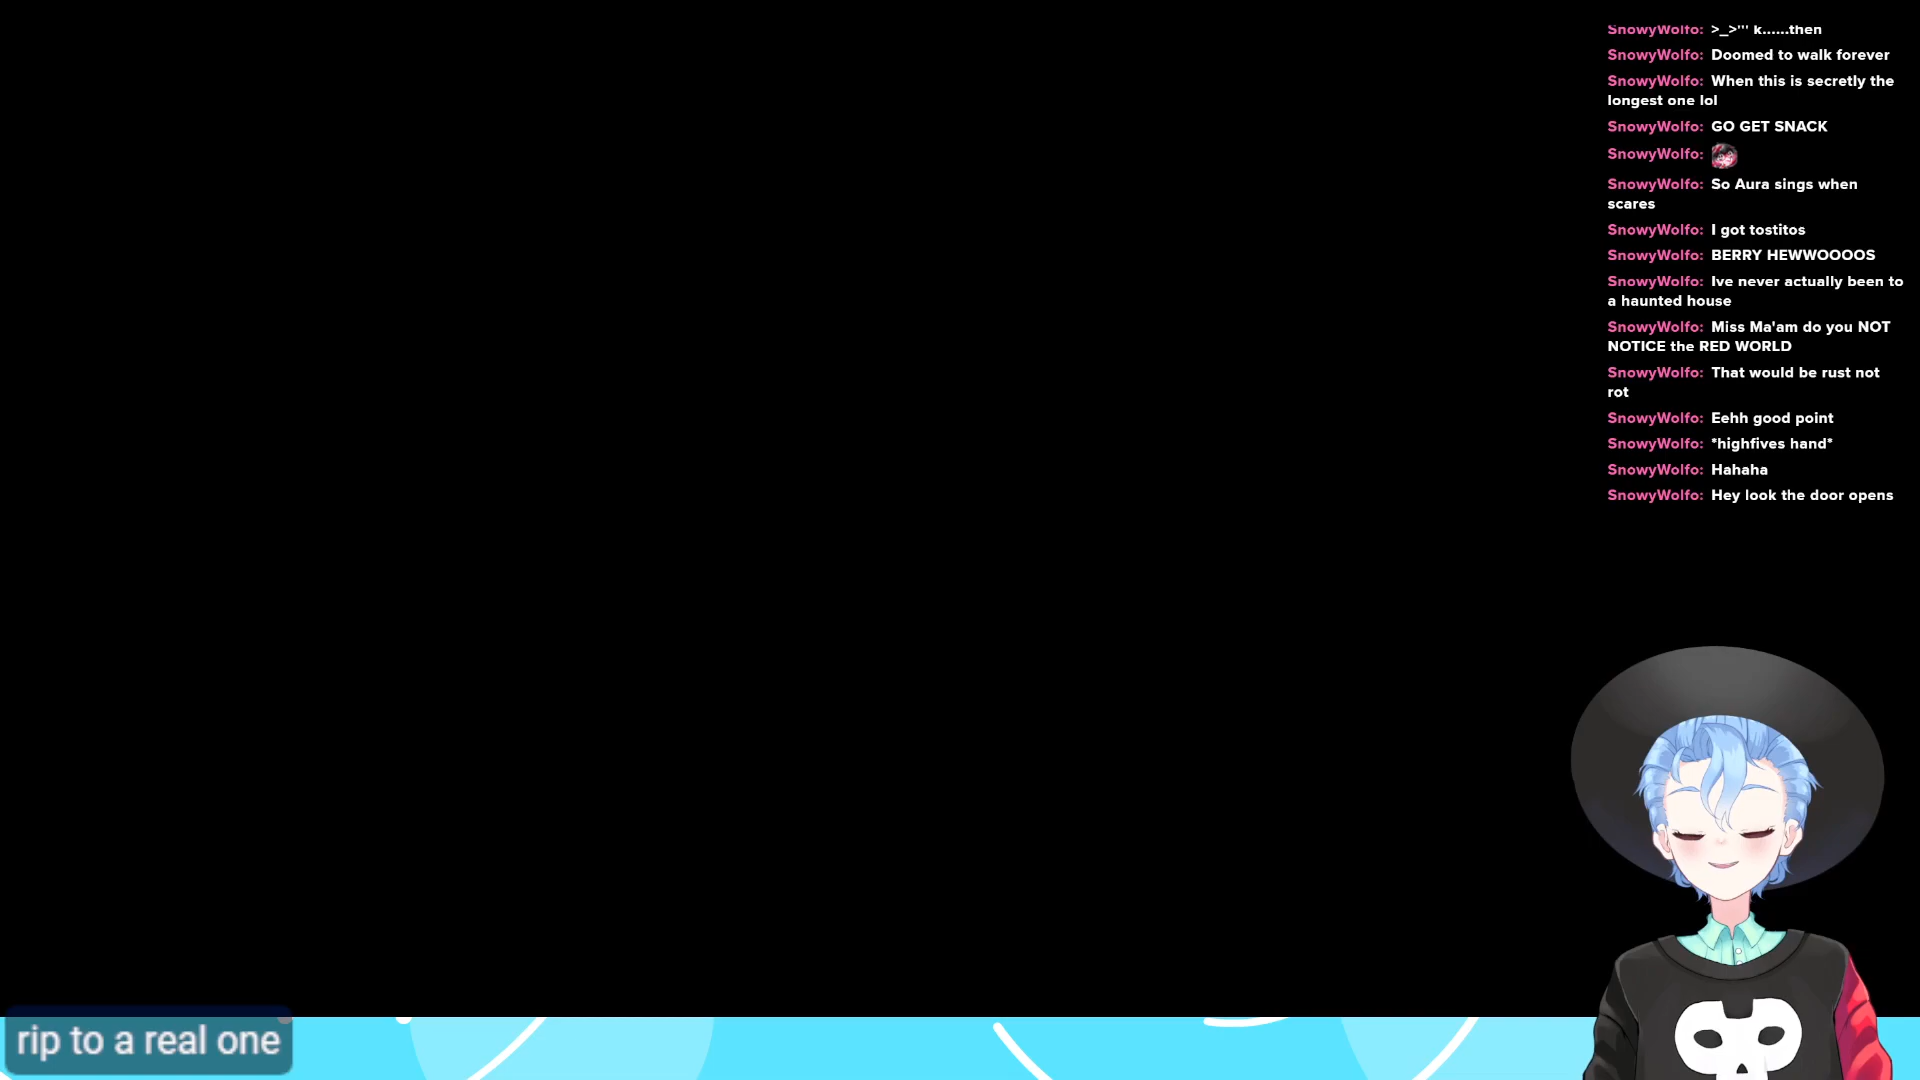 SnowyWolfo: >_>''' k......then
SnowyWolfo: Doomed to walk forever
SnowyWolfo: When this is secretly the
longest one lol
SnowyWolfo: GO GET SNACK
SnowyWolfo:
SnowyWolfo: So Aura sings when
scares
SnowyWolfo: I got tostitos
SnowyWolfo: BERRY HEWWOOOOS
SnowyWolfo: Ive never actually been to
a haunted house
SnowyWolfo: Miss Ma'am do you NOT
NOTICE the RED WORLD
SnowyWolfo: That would be rust not
rot
SnowyWolfo: Eehh good point
SnowyWolfo: *highfives hand*
SnowyWolfo: Hahaha
SnowyWolfo: Hey look the door opens
rip to a real one